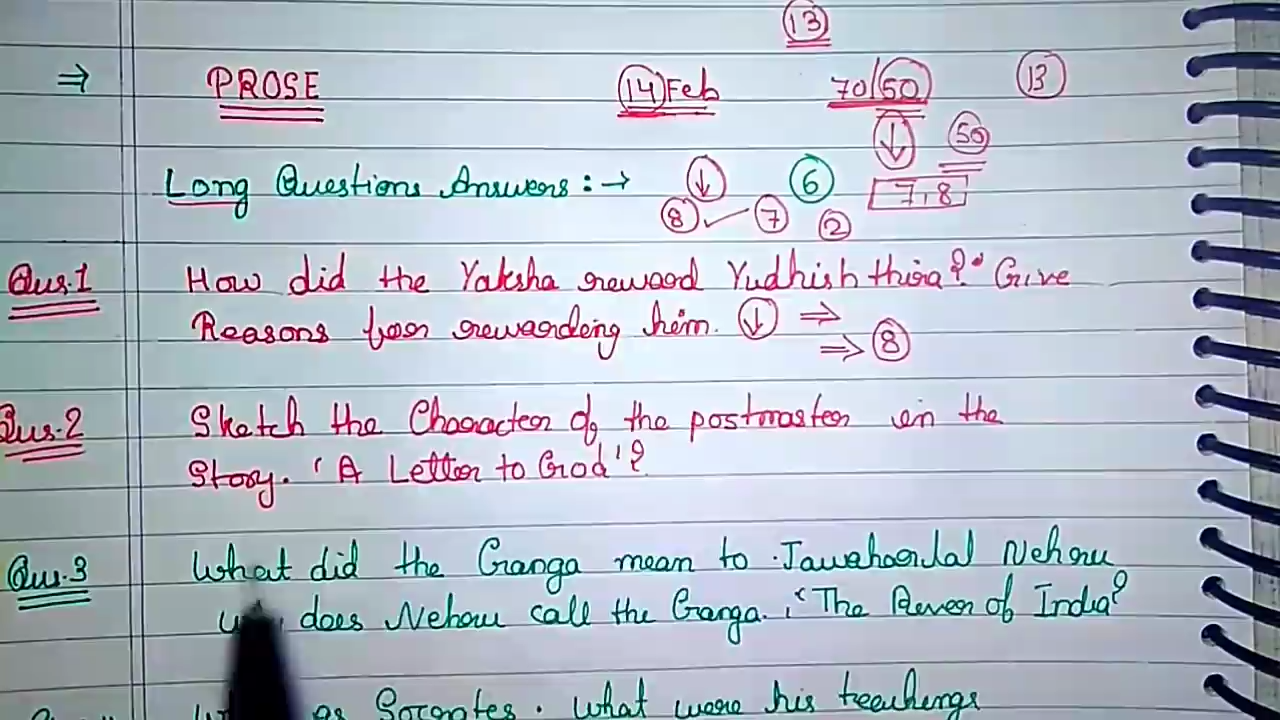 13
⇒ PROSE 14 Feb 70/50 13
↓ 50
Long Questions Answers :→ ↓ 6 7,8
8 ✓ 7 2
Qus.1 How did the Yaksha reward Yudhishthira? Give
Reasons for rewarding him. ↓ ⇒
⇒ 8
Qus.2 Sketch the Character of the postmaster in the
Story. 'A Letter to God'?
Qus.3 What did the Ganga mean to Jawaharlal Nehru
does Nehru call the Ganga. 'The River of India?
Socrates. What were his teachings